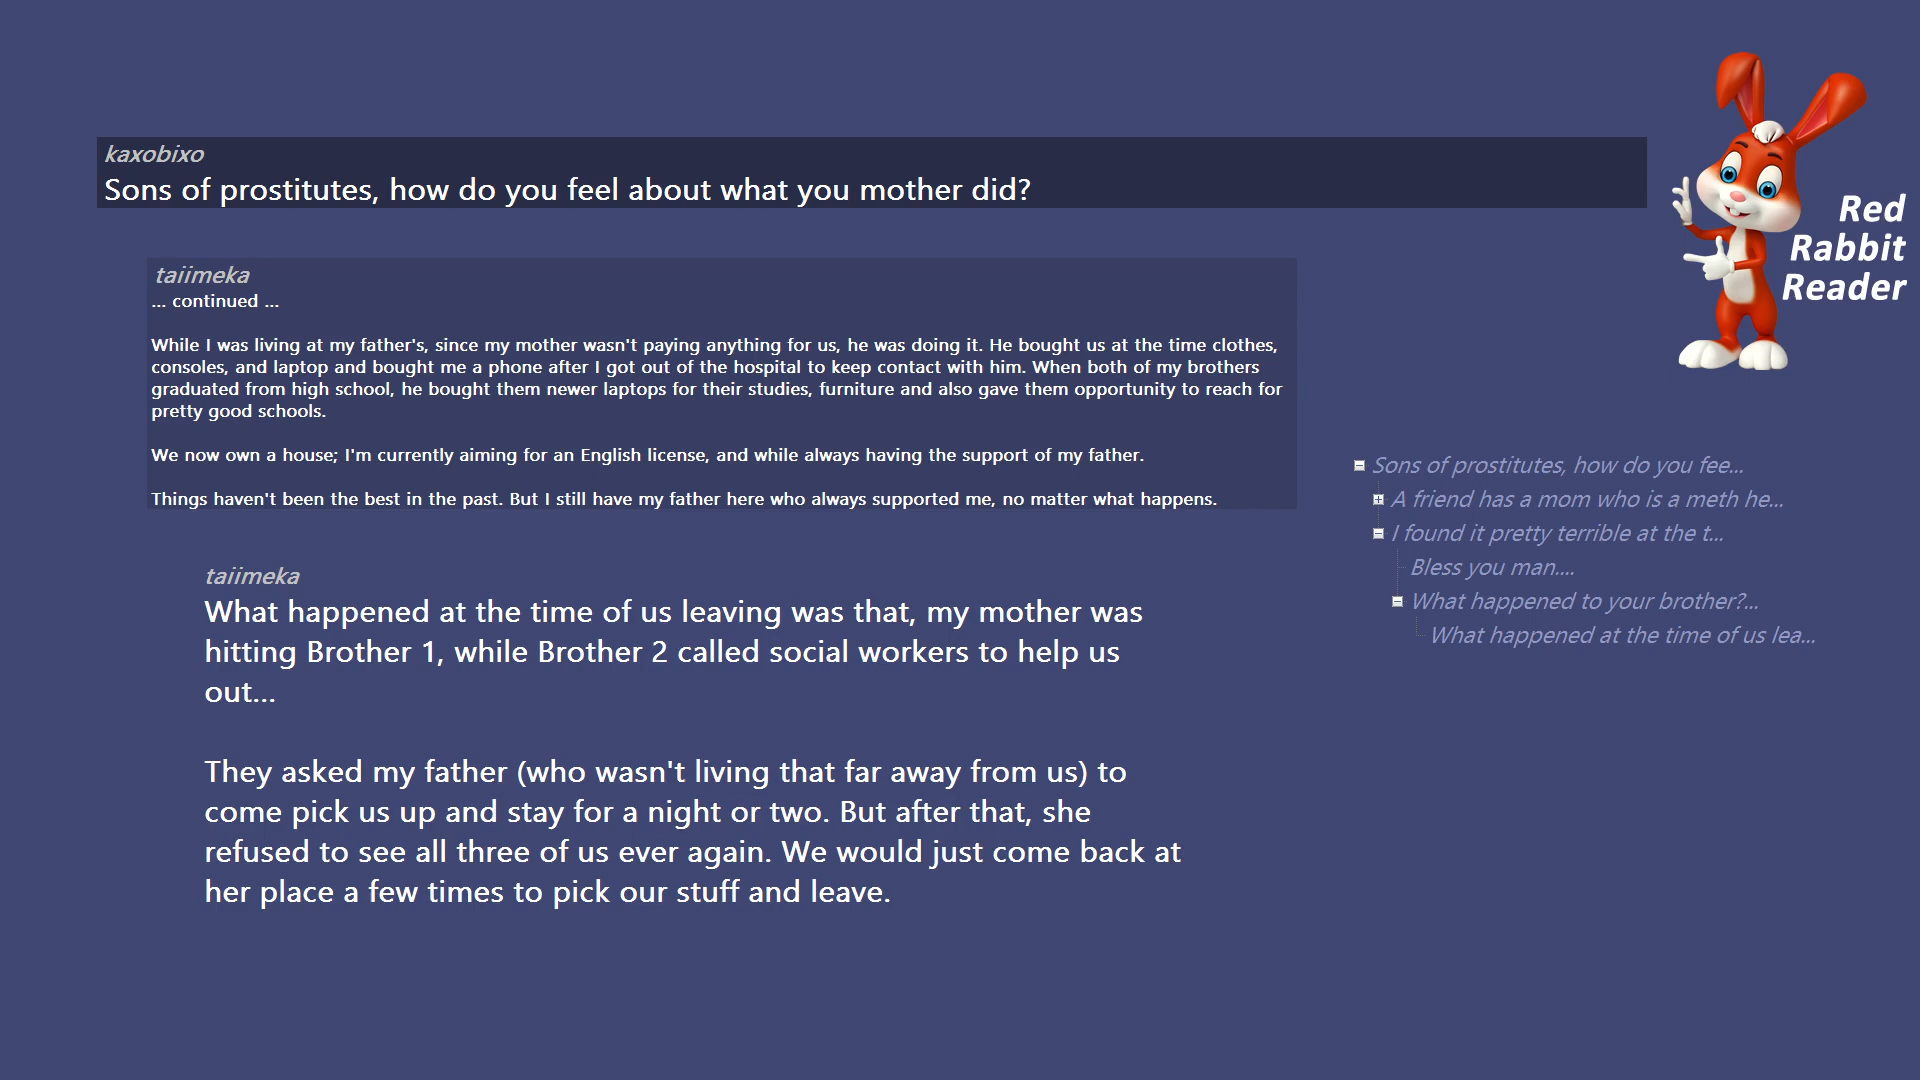 kaxobixo
Sons of prostitutes, how do you feel about what you mother did?
taiimeka
... continued ...
While I was living at my father's, since my mother wasn't paying anything for us, he was doing it. He bought us at the time clothes,
consoles, and laptop and bought me a phone after I got out of the hospital to keep contact with him. When both of my brothers
graduated from high school, he bought them newer laptops for their studies, furniture and also gave them opportunity to reach for
pretty good schools.
We now own a house; I'm currently aiming for an English license, and while always having the support of my father.
Things haven't been the best in the past. But I still have my father here who always supported me, no matter what happens.
taiimeka
What happened at the time of us leaving was that, my mother was
hitting Brother 1, while Brother 2 called social workers to help us
out...
They asked my father (who wasn't living that far away from us) to
come pick us up and stay for a night or two. But after that, she
refused to see all three of us ever again. We would just come back at
her place a few times to pick our stuff and leave.
Red
Rabbit
Reader
Sons of prostitutes, how do you fee...
A friend has a mom who is a meth he...
I found it pretty terrible at the t...
Bless you man....
What happened to your brother?...
What happened at the time of us lea...